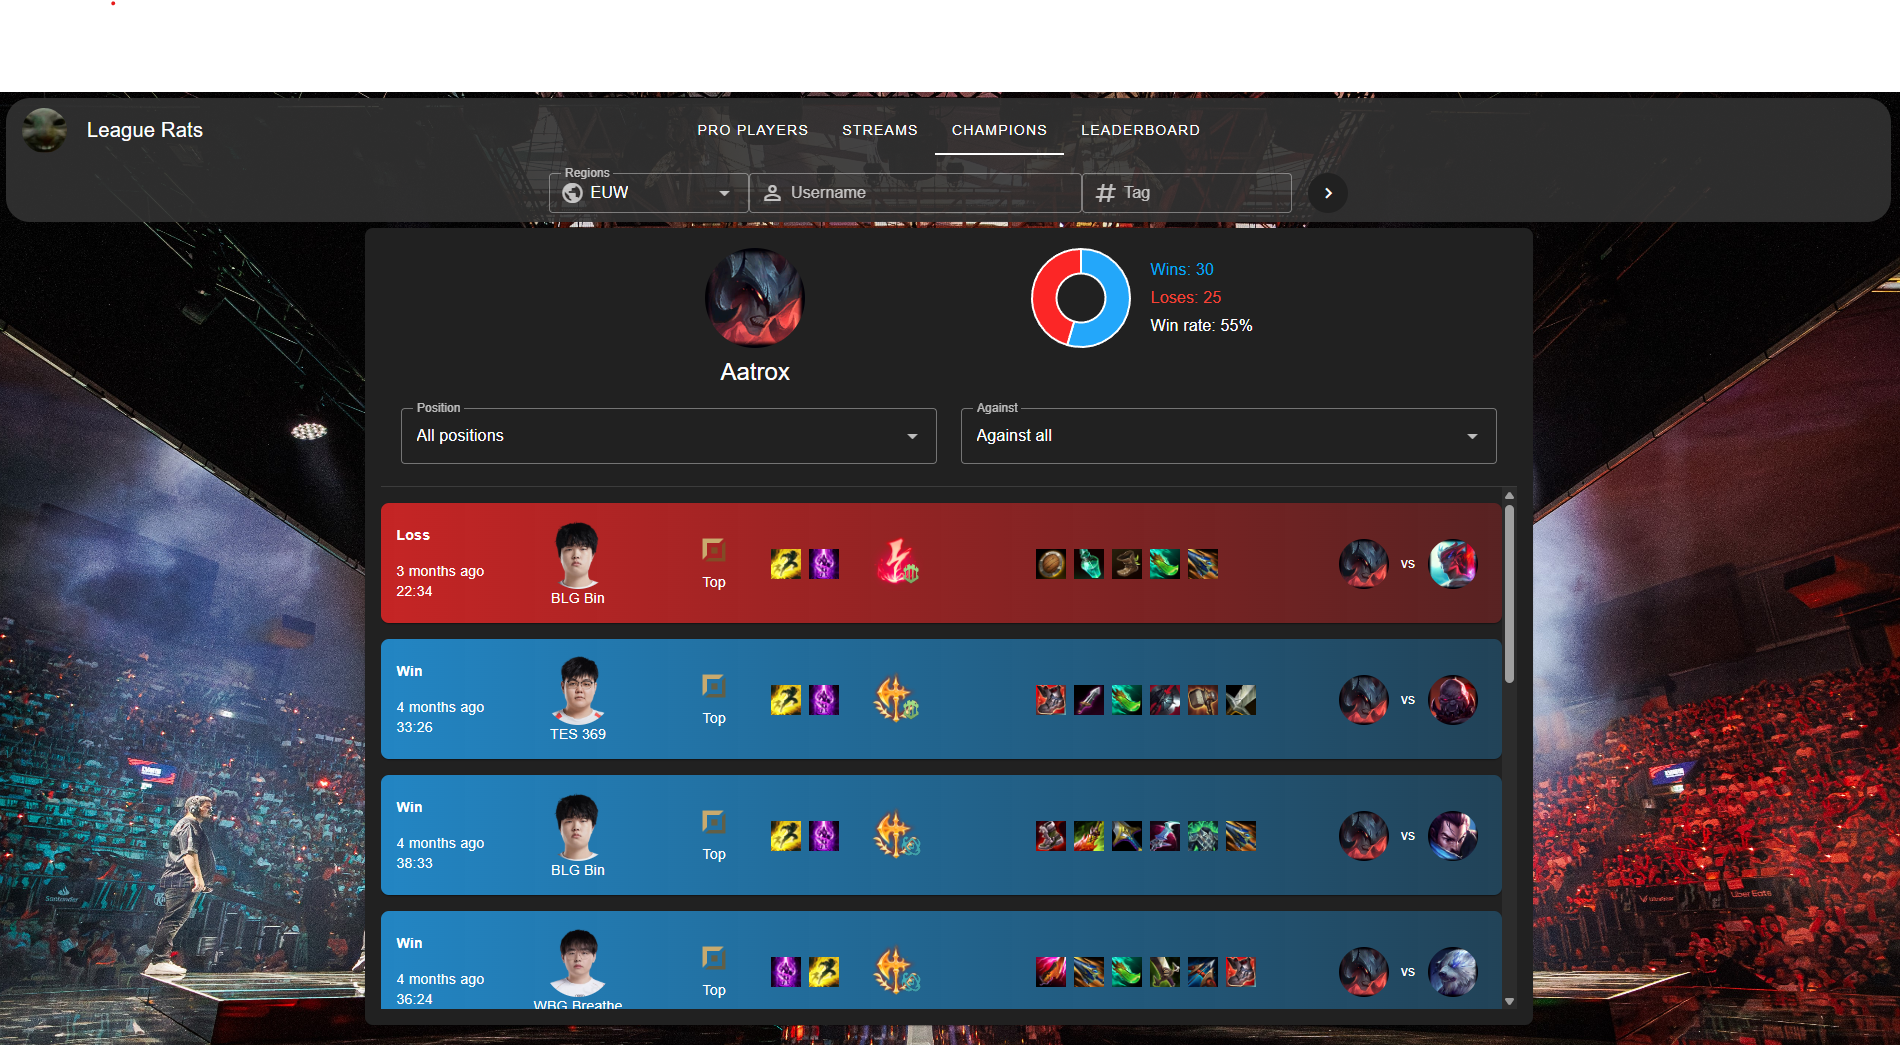 League Rats
PRO PLAYERS
STREAMS
CHAMPIONS
LEADERBOARD
Regions
EUW
Username
Tag
Aatrox
Wins: 30
Loses: 25
Win rate: 55%
Position
All positions
Against
Against all
Loss
3 months ago
22:34
BLG Bin
Top
vs
Win
4 months ago
33:26
TES 369
Top
vs
Win
4 months ago
38:33
BLG Bin
Top
vs
Win
4 months ago
36:24
WBG Breathe
Top
vs
Santander
Uber Eats